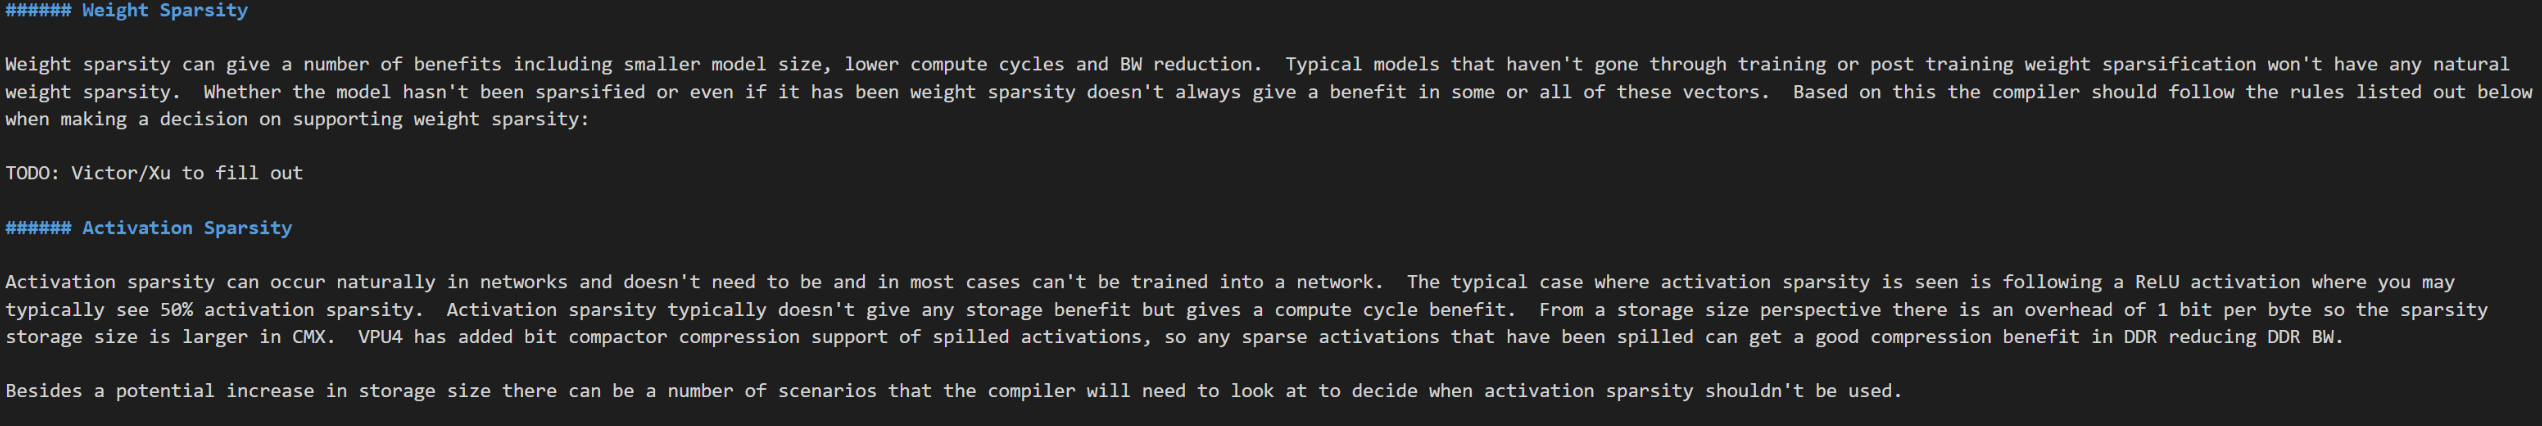 ###### Weight Sparsity
Weight sparsity can give a number of benefits including smaller model size, lower compute cycles and BW reduction.  Typical models that haven't gone through training or post training weight sparsification won't have any natural
weight sparsity.  Whether the model hasn't been sparsified or even if it has been weight sparsity doesn't always give a benefit in some or all of these vectors.  Based on this the compiler should follow the rules listed out below
when making a decision on supporting weight sparsity:
TODO: Victor/Xu to fill out
###### Activation Sparsity
Activation sparsity can occur naturally in networks and doesn't need to be and in most cases can't be trained into a network.  The typical case where activation sparsity is seen is following a ReLU activation where you may
typically see 50% activation sparsity.  Activation sparsity typically doesn't give any storage benefit but gives a compute cycle benefit.  From a storage size perspective there is an overhead of 1 bit per byte so the sparsity
storage size is larger in CMX.  VPU4 has added bit compactor compression support of spilled activations, so any sparse activations that have been spilled can get a good compression benefit in DDR reducing DDR BW.
Besides a potential increase in storage size there can be a number of scenarios that the compiler will need to look at to decide when activation sparsity shouldn't be used.